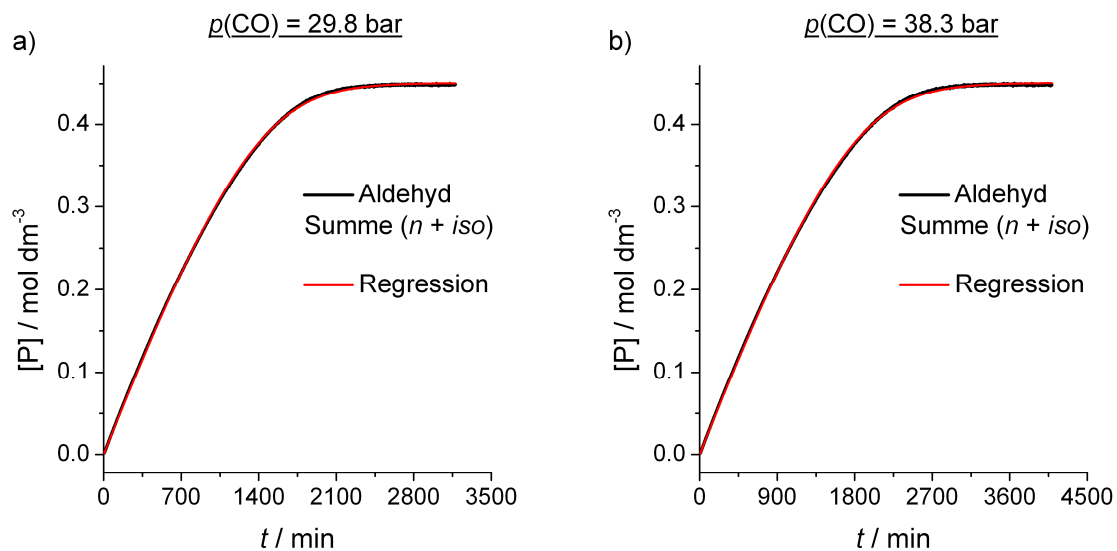 a)
p(CO) = 29.8 bar
[P] / mol dm-3
0.4
0.3
0.2
0.1
0.0
Aldehyd
Summe (n + iso)
Regression
0 700 1400 2100 2800 3500
t / min
b)
p(CO) = 38.3 bar
[P] / mol dm-3
0.4
0.3
0.2
0.1
0.0
Aldehyd
Summe (n + iso)
Regression
0 900 1800 2700 3600 4500
t / min